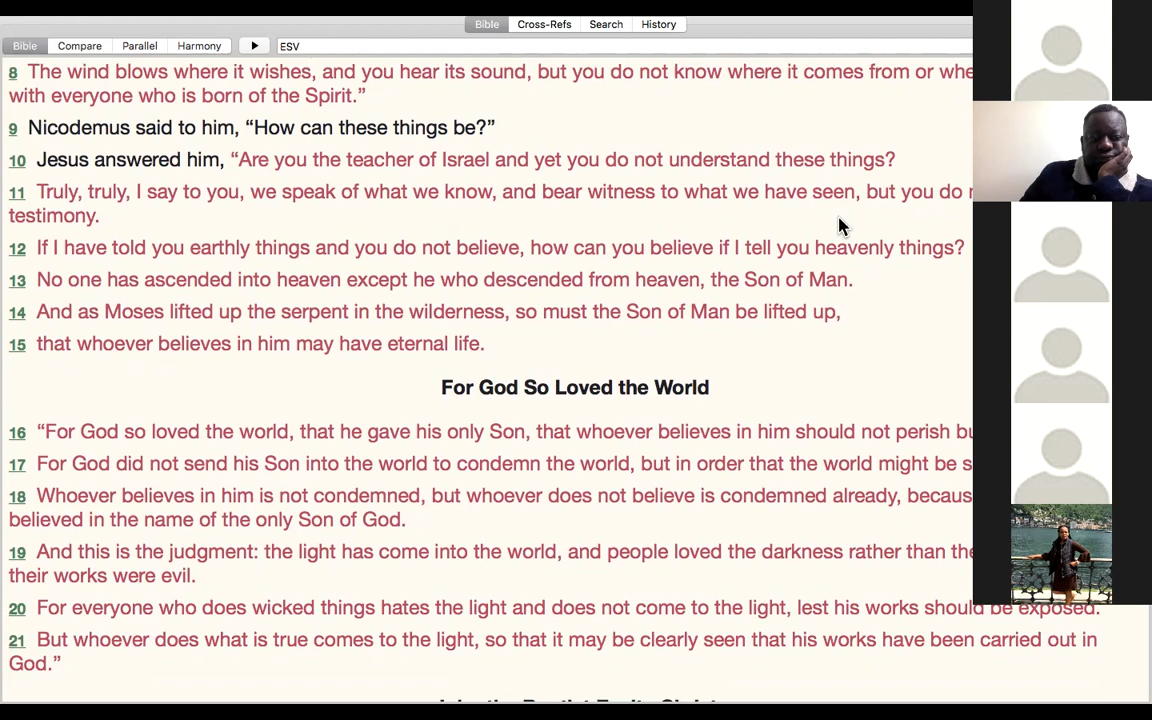 Bible Cross-Refs Search History
Bible Compare Parallel Harmony ESV
8 The wind blows where it wishes, and you hear its sound, but you do not know where it comes from or
with everyone who is born of the Spirit.”
9 Nicodemus said to him, “How can these things be?”
10 Jesus answered him, “Are you the teacher of Israel and yet you do not understand these things?
11 Truly, truly, I say to you, we speak of what we know, and bear witness to what we have seen, but you do
testimony.
12 If I have told you earthly things and you do not believe, how can you believe if I tell you heavenly things?
13 No one has ascended into heaven except he who descended from heaven, the Son of Man.
14 And as Moses lifted up the serpent in the wilderness, so must the Son of Man be lifted up,
15 that whoever believes in him may have eternal life.
For God So Loved the World
16 “For God so loved the world, that he gave his only Son, that whoever believes in him should not perish
17 For God did not send his Son into the world to condemn the world, but in order that the world might be
18 Whoever believes in him is not condemned, but whoever does not believe is condemned already,
believed in the name of the only Son of God.
19 And this is the judgment: the light has come into the world, and people loved the darkness rather than
their works were evil.
20 For everyone who does wicked things hates the light and does not come to the light, lest his works should be exposed.
21 But whoever does what is true comes to the light, so that it may be clearly seen that his works have been carried out in
God.”